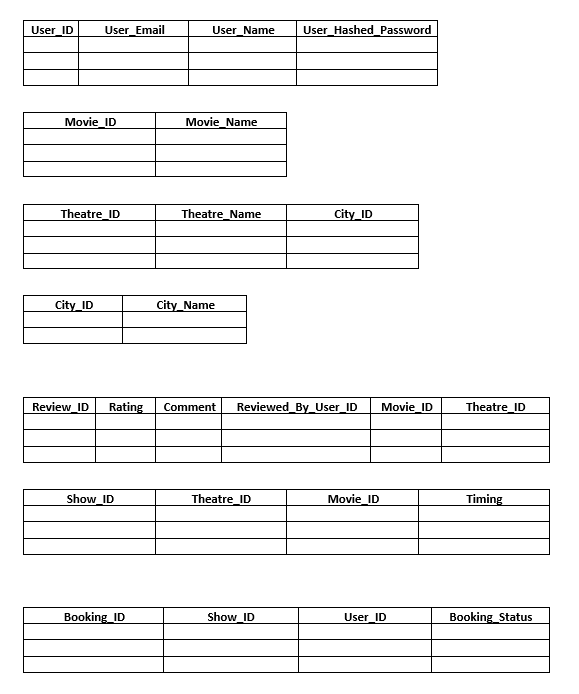 User_ID User_Email User_Name User_Hashed_Password
Movie_ID Movie_Name
Theatre_ID Theatre_Name City_ID
City_ID City_Name
Review_ID Rating Comment Reviewed_By_User_ID Movie_ID Theatre_ID
Show_ID Theatre_ID Movie_ID Timing
Booking_ID Show_ID User_ID Booking_Status